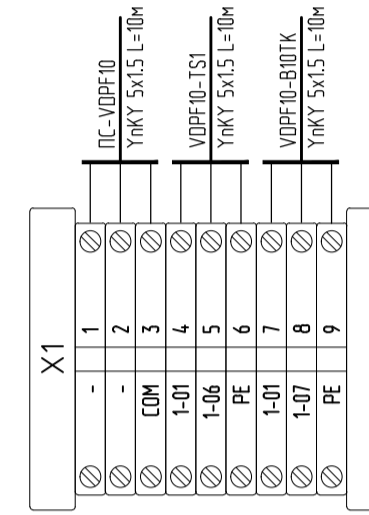 ПС-VDPF10
YnKY 5x1.5 L=10м
VDPF10-TS1
YnKY 5x1.5 L=10м
VDPF10-B10TK
YnKY 5x1.5 L=10м
X1
1
2
3
4
5
6
7
8
9
-
-
COM
1-01
1-06
PE
1-01
1-07
PE